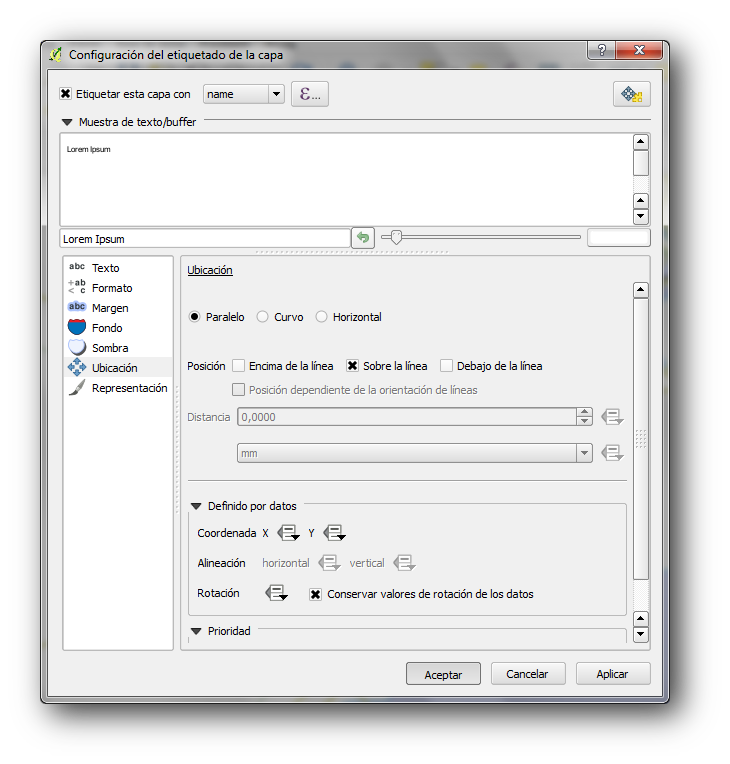 Configuración del etiquetado de la capa
Etiquetar esta capa con name ε...
Muestra de texto/buffer
Lorem Ipsum
Lorem Ipsum
abc Texto
+ab < c Formato
abc Margen
Fondo
Sombra
Ubicación
Representación
Ubicación
Paralelo Curvo Horizontal
Posición Encima de la línea Sobre la línea Debajo de la línea
Posición dependiente de la orientación de líneas
Distancia 0,0000
mm
Definido por datos
Coordenada X Y
Alineación horizontal vertical
Rotación Conservar valores de rotación de los datos
Prioridad
Aceptar Cancelar Aplicar